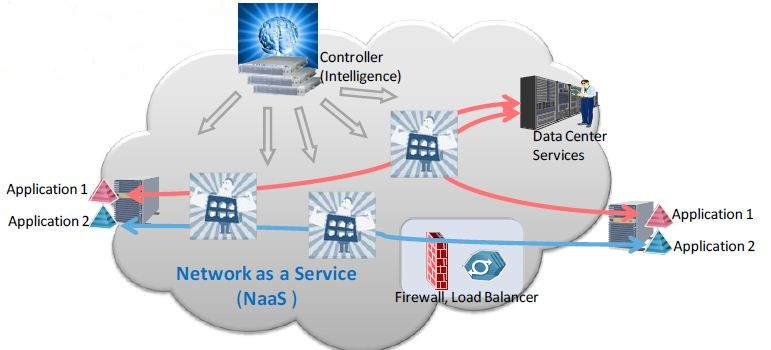 Controller
(Intelligence)
Data Center
Services
Application 1
Application 2
Application 1
Application 2
Network as a Service
(NaaS )
Firewall, Load Balancer